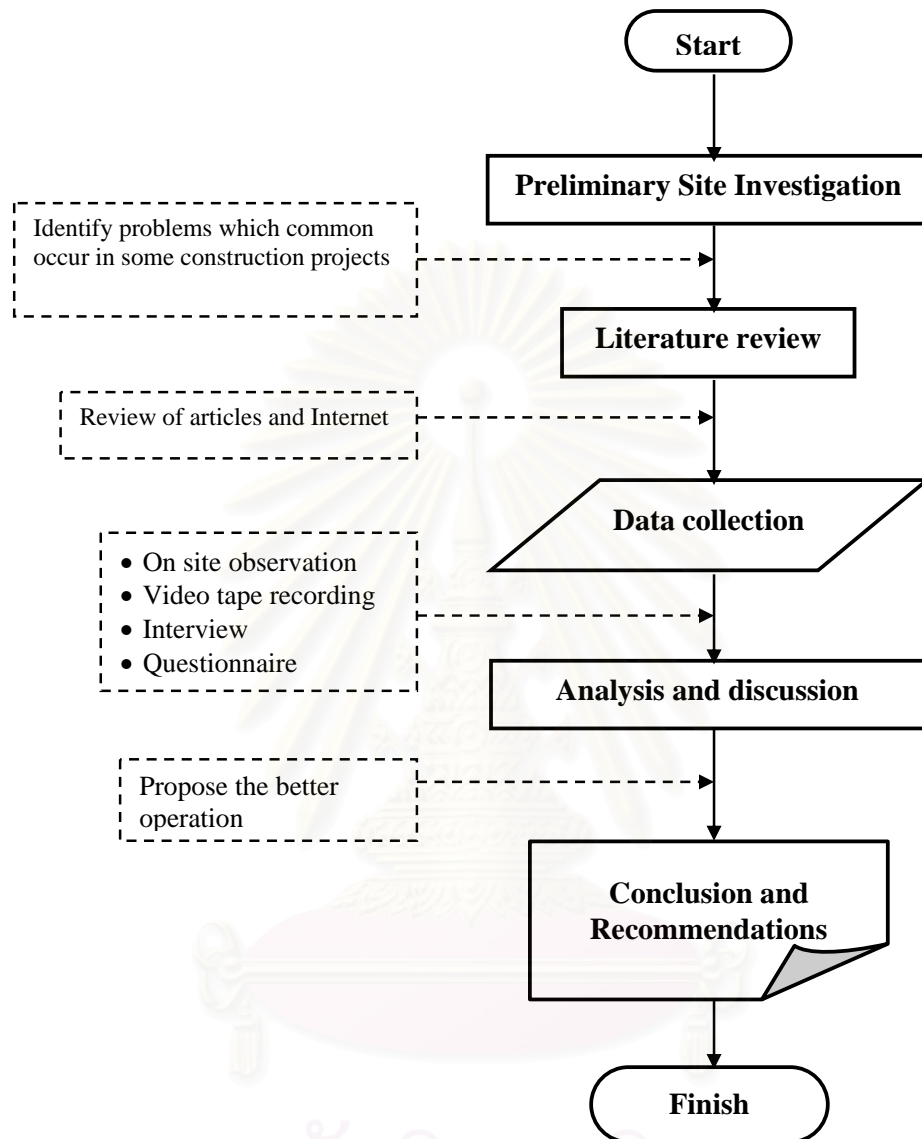 Start
Preliminary Site Investigation
Identify problems which common
occur in some construction projects
Literature review
Review of articles and Internet
Data collection
• On site observation
• Video tape recording
• Interview
• Questionnaire
Analysis and discussion
Propose the better
operation
Conclusion and
Recommendations
Finish